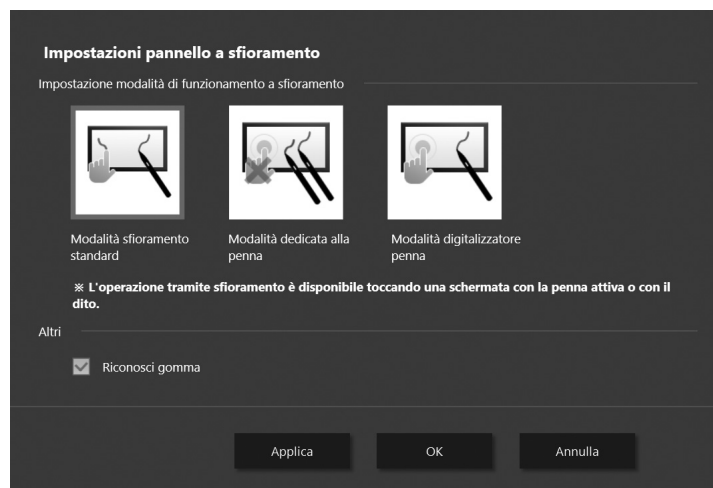 Impostazioni pannello a sfioramento
Impostazione modalità di funzionamento a sfioramento
Modalità sfioramento
standard
Modalità dedicata alla
penna
Modalità digitalizzatore
penna
※ L'operazione tramite sfioramento è disponibile toccando una schermata con la penna attiva o con il
dito.
Altri
Riconosci gomma
Applica
OK
Annulla